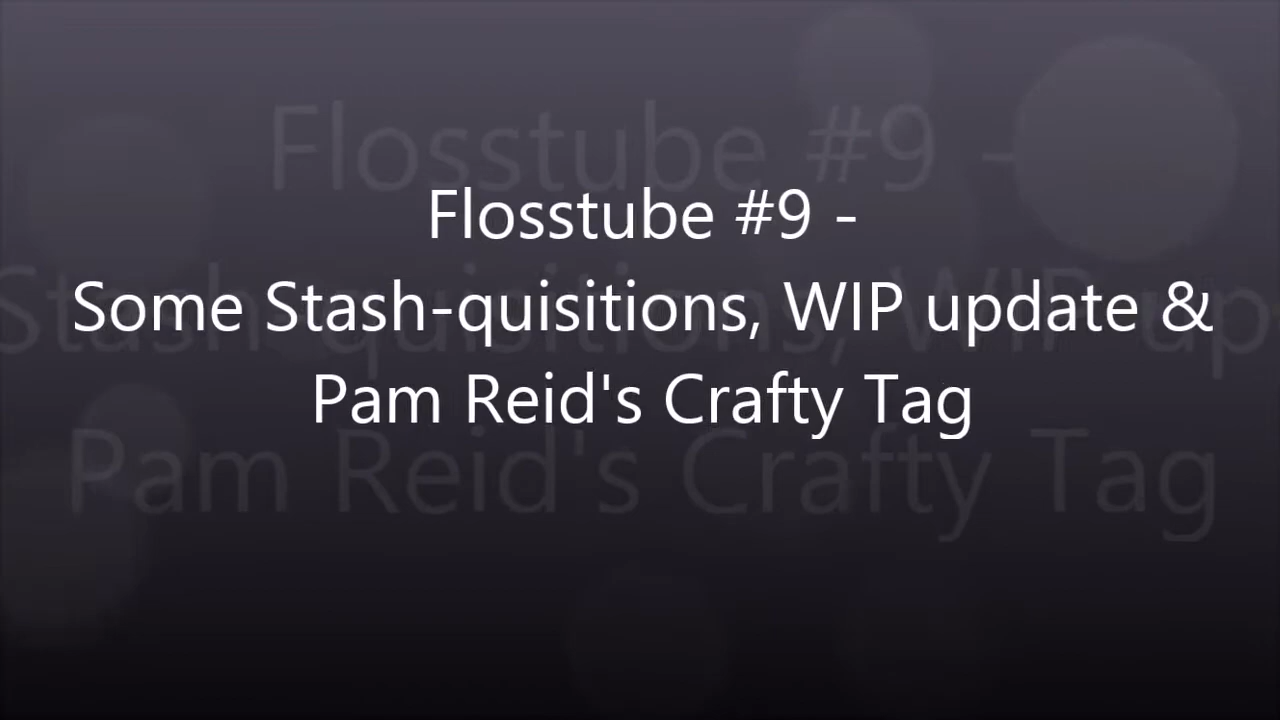 Flosstube #9 -
Some Stash-quisitions, WIP update &
Pam Reid's Crafty Tag